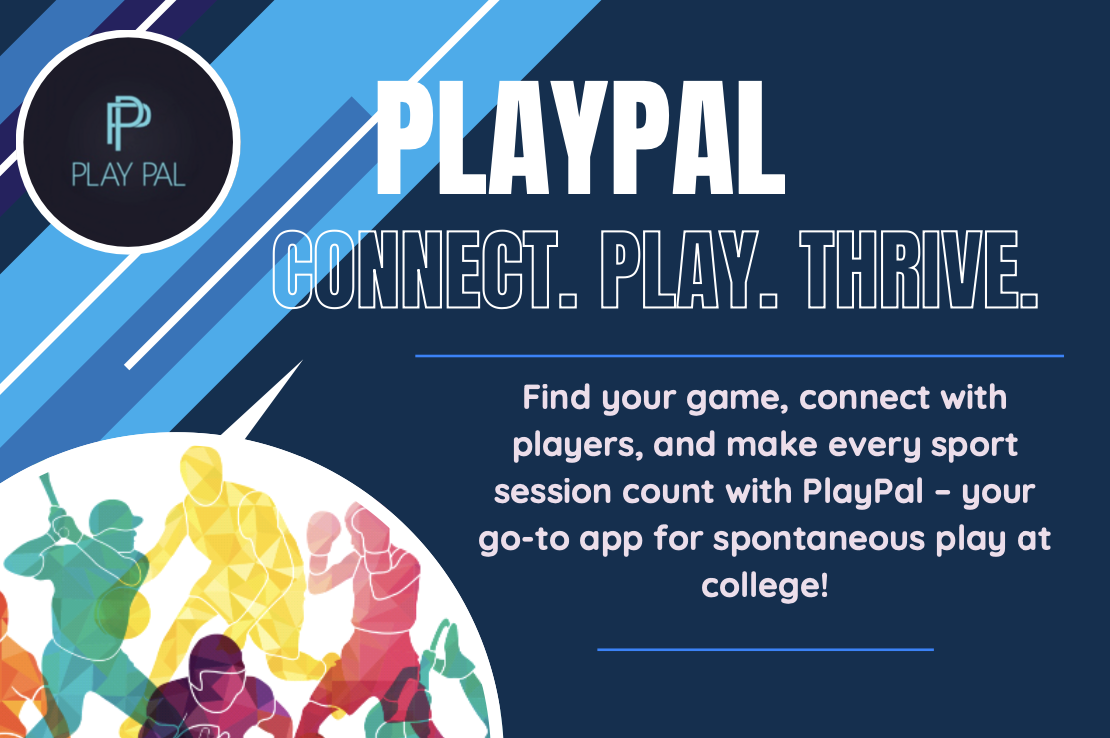 PLAY PAL
PLAYPAL
CONNECT. PLAY. THRIVE.
Find your game, connect with
players, and make every sport
session count with PlayPal – your
go-to app for spontaneous play at
college!